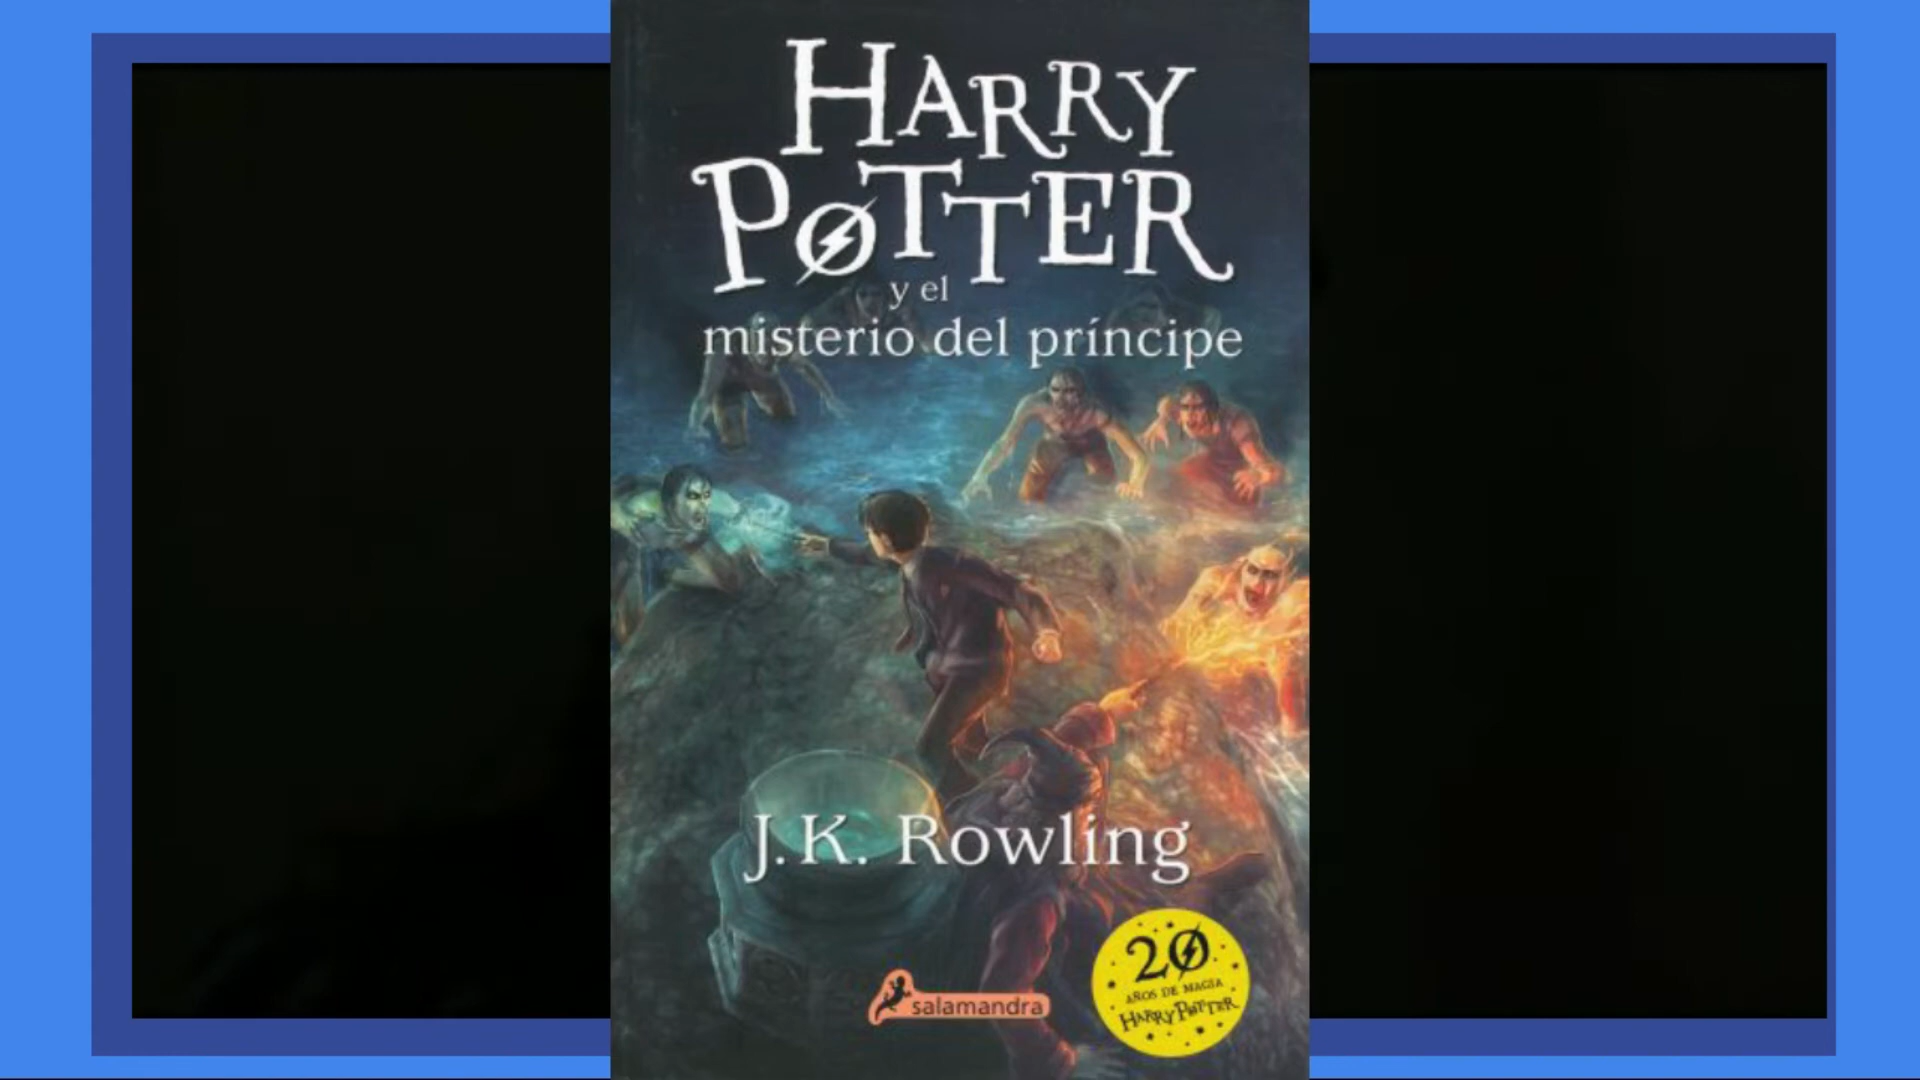 HARRY
POTTER
y el
misterio del príncipe
J.K. Rowling
salamandra
20
AÑOS DE MAGIA
HARRY POTTER